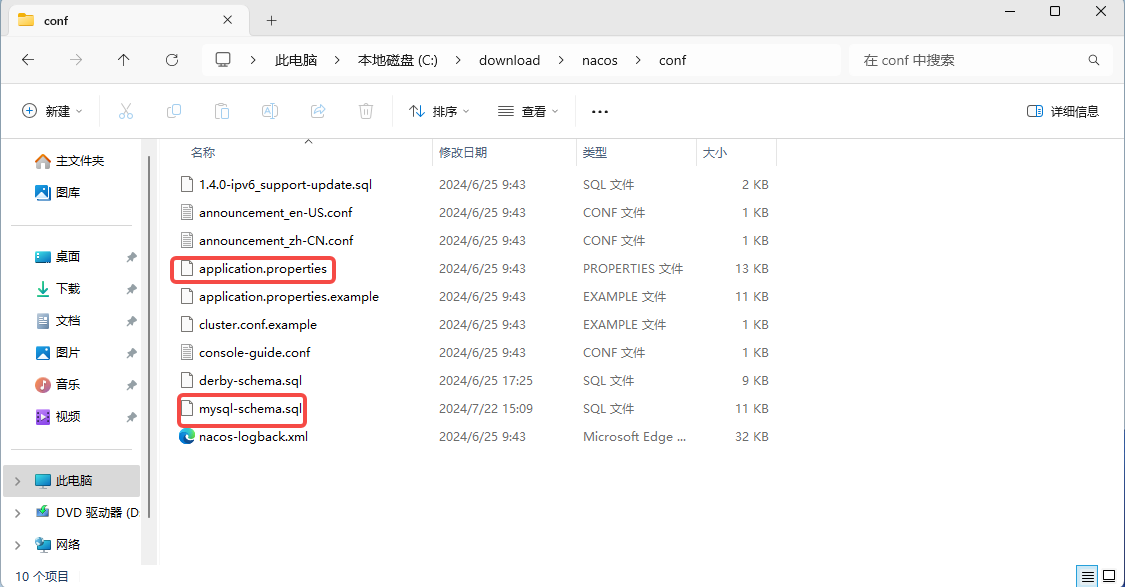 conf
此电脑 本地磁盘 (C:) download nacos conf 在 conf 中搜索
新建 排序 查看 详细信息
名称 修改日期 类型 大小
主文件夹
图库
桌面
下载
文档
图片
音乐
视频
此电脑
DVD 驱动器 (D
网络
1.4.0-ipv6_support-update.sql 2024/6/25 9:43 SQL 文件 2 KB
announcement_en-US.conf 2024/6/25 9:43 CONF 文件 1 KB
announcement_zh-CN.conf 2024/6/25 9:43 CONF 文件 1 KB
application.properties 2024/6/25 9:43 PROPERTIES 文件 13 KB
application.properties.example 2024/6/25 9:43 EXAMPLE 文件 11 KB
cluster.conf.example 2024/6/25 9:43 EXAMPLE 文件 1 KB
console-guide.conf 2024/6/25 9:43 CONF 文件 1 KB
derby-schema.sql 2024/6/25 17:25 SQL 文件 9 KB
mysql-schema.sql 2024/7/22 15:09 SQL 文件 11 KB
nacos-logback.xml 2024/6/25 9:43 Microsoft Edge ... 32 KB
10 个项目